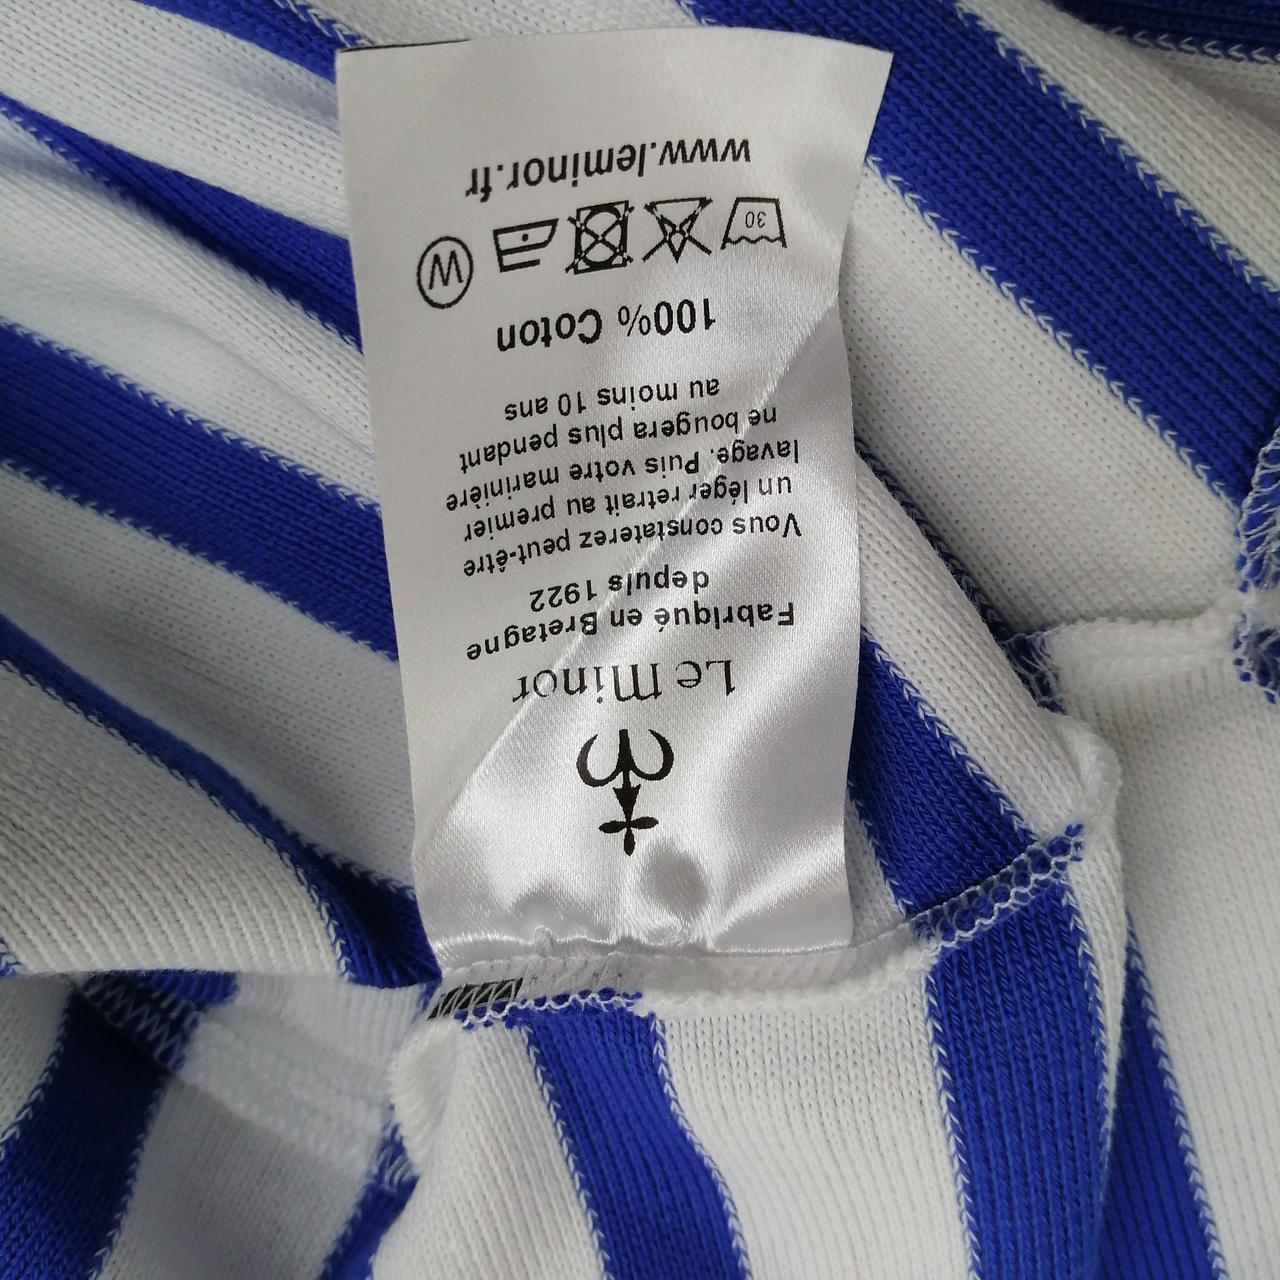 Le Minor
Fabriqué en Bretagne
depuis 1922
Vous constaterez peut-être
un léger retrait au premier
lavage. Puis votre marinière
ne bougera plus pendant
au moins 10 ans
100% Coton
30
W
www.leminor.fr